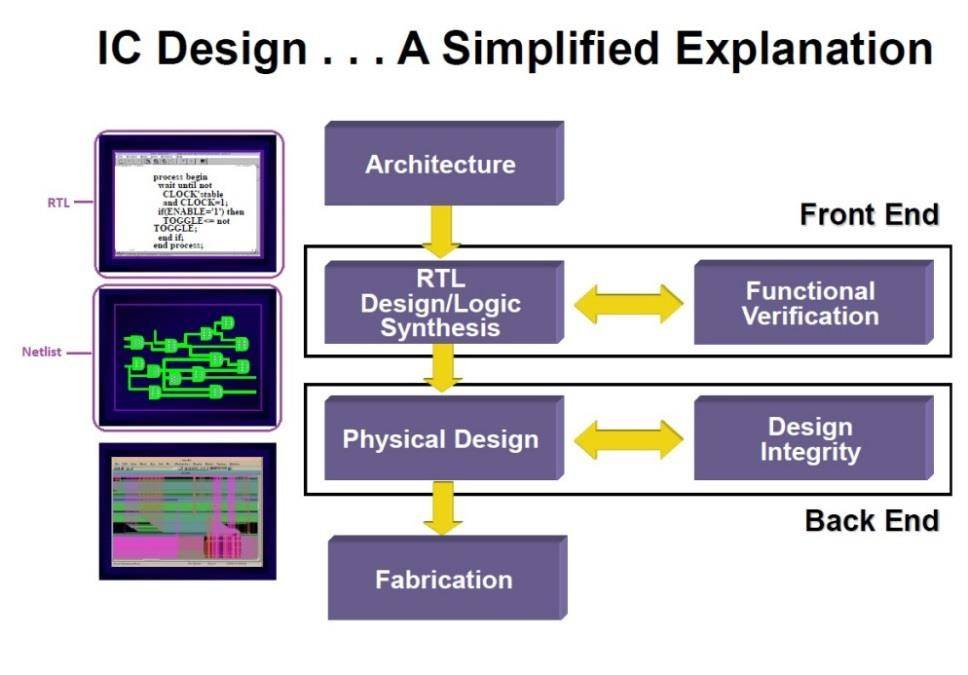 IC Design . . . A Simplified Explanation
RTL
process begin
wait until not
CLOCK'stable
and CLOCK=1;
if(ENABLE='1') then
TOGGLE<= not
TOGGLE;
end if;
end process;
Netlist
Architecture
Front End
RTL
Design/Logic
Synthesis
Functional
Verification
Physical Design
Design
Integrity
Back End
Fabrication